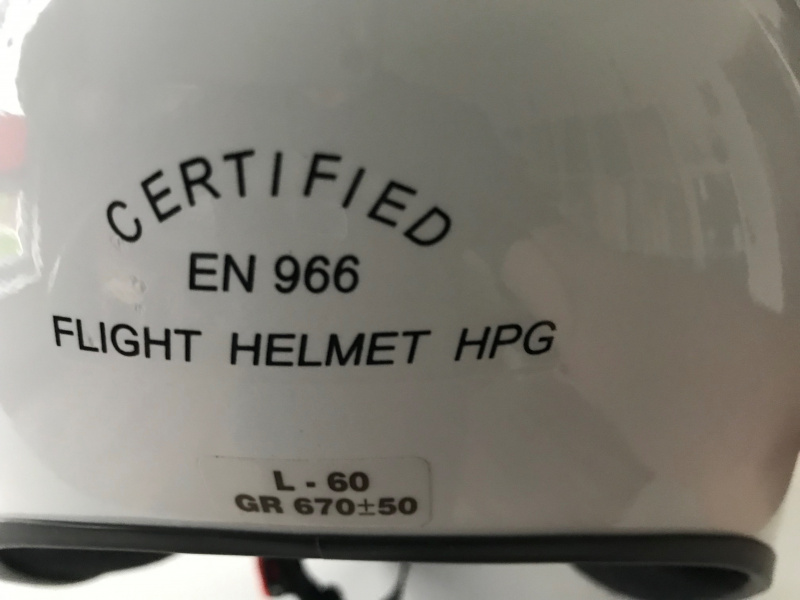 CERTIFIED
EN 966
FLIGHT HELMET HPG
L - 60
GR 670±50